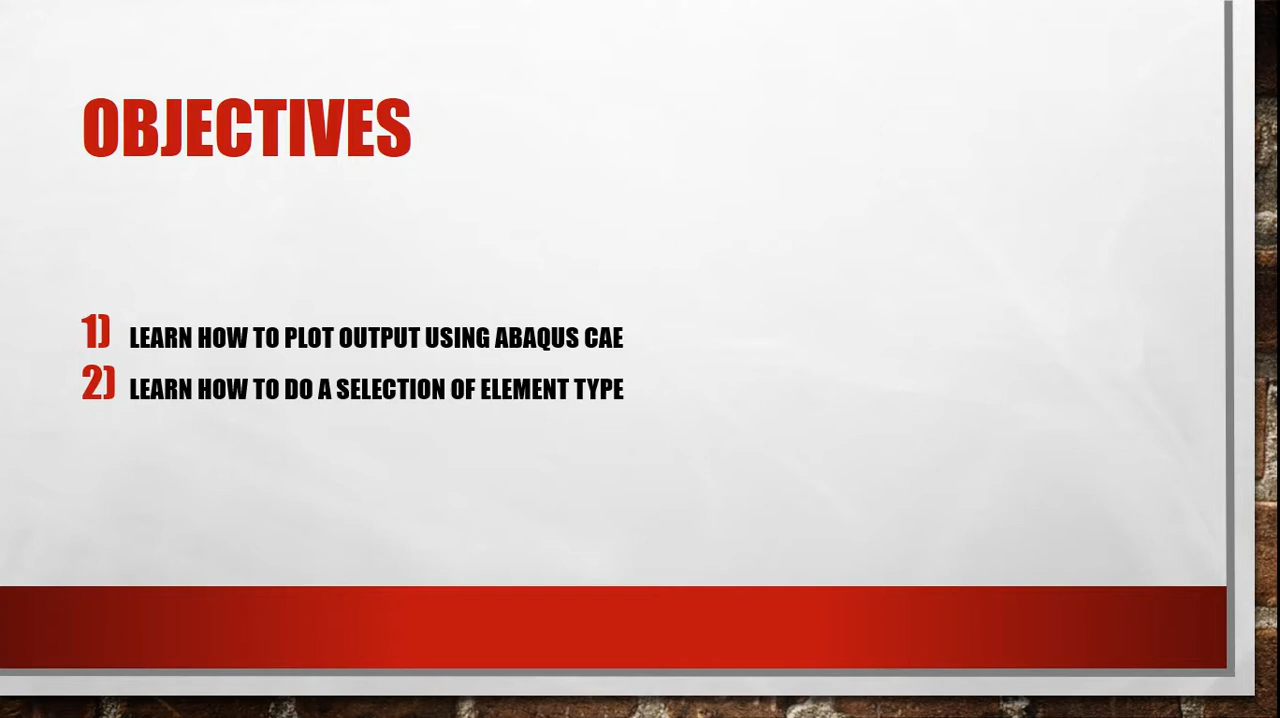 OBJECTIVES
1) LEARN HOW TO PLOT OUTPUT USING ABAQUS CAE
2) LEARN HOW TO DO A SELECTION OF ELEMENT TYPE